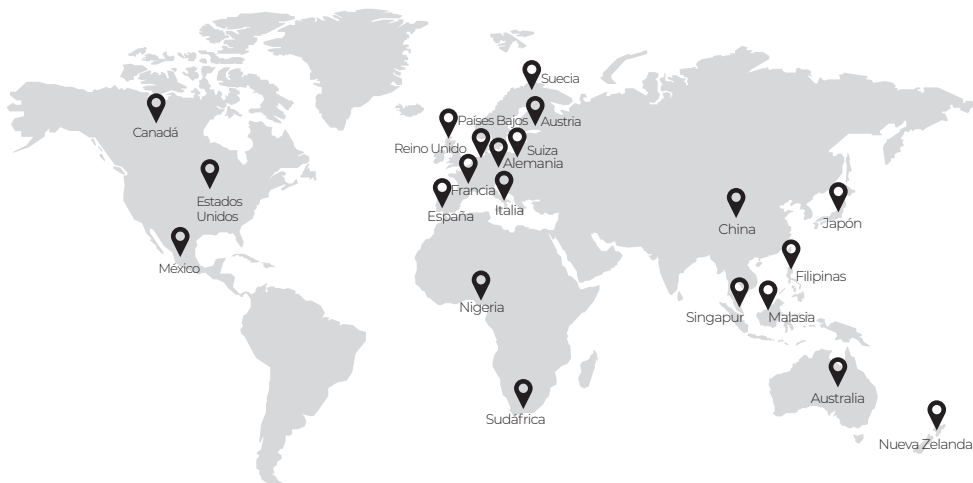 Suecia
Países Bajos
Austria
Canadá
Reino Unido
Suiza
Alemania
Francia
Estados
Unidos
Italia
España
Japón
China
México
Filipinas
Nigeria
Singapur
Malasia
Australia
Sudáfrica
Nueva Zelanda